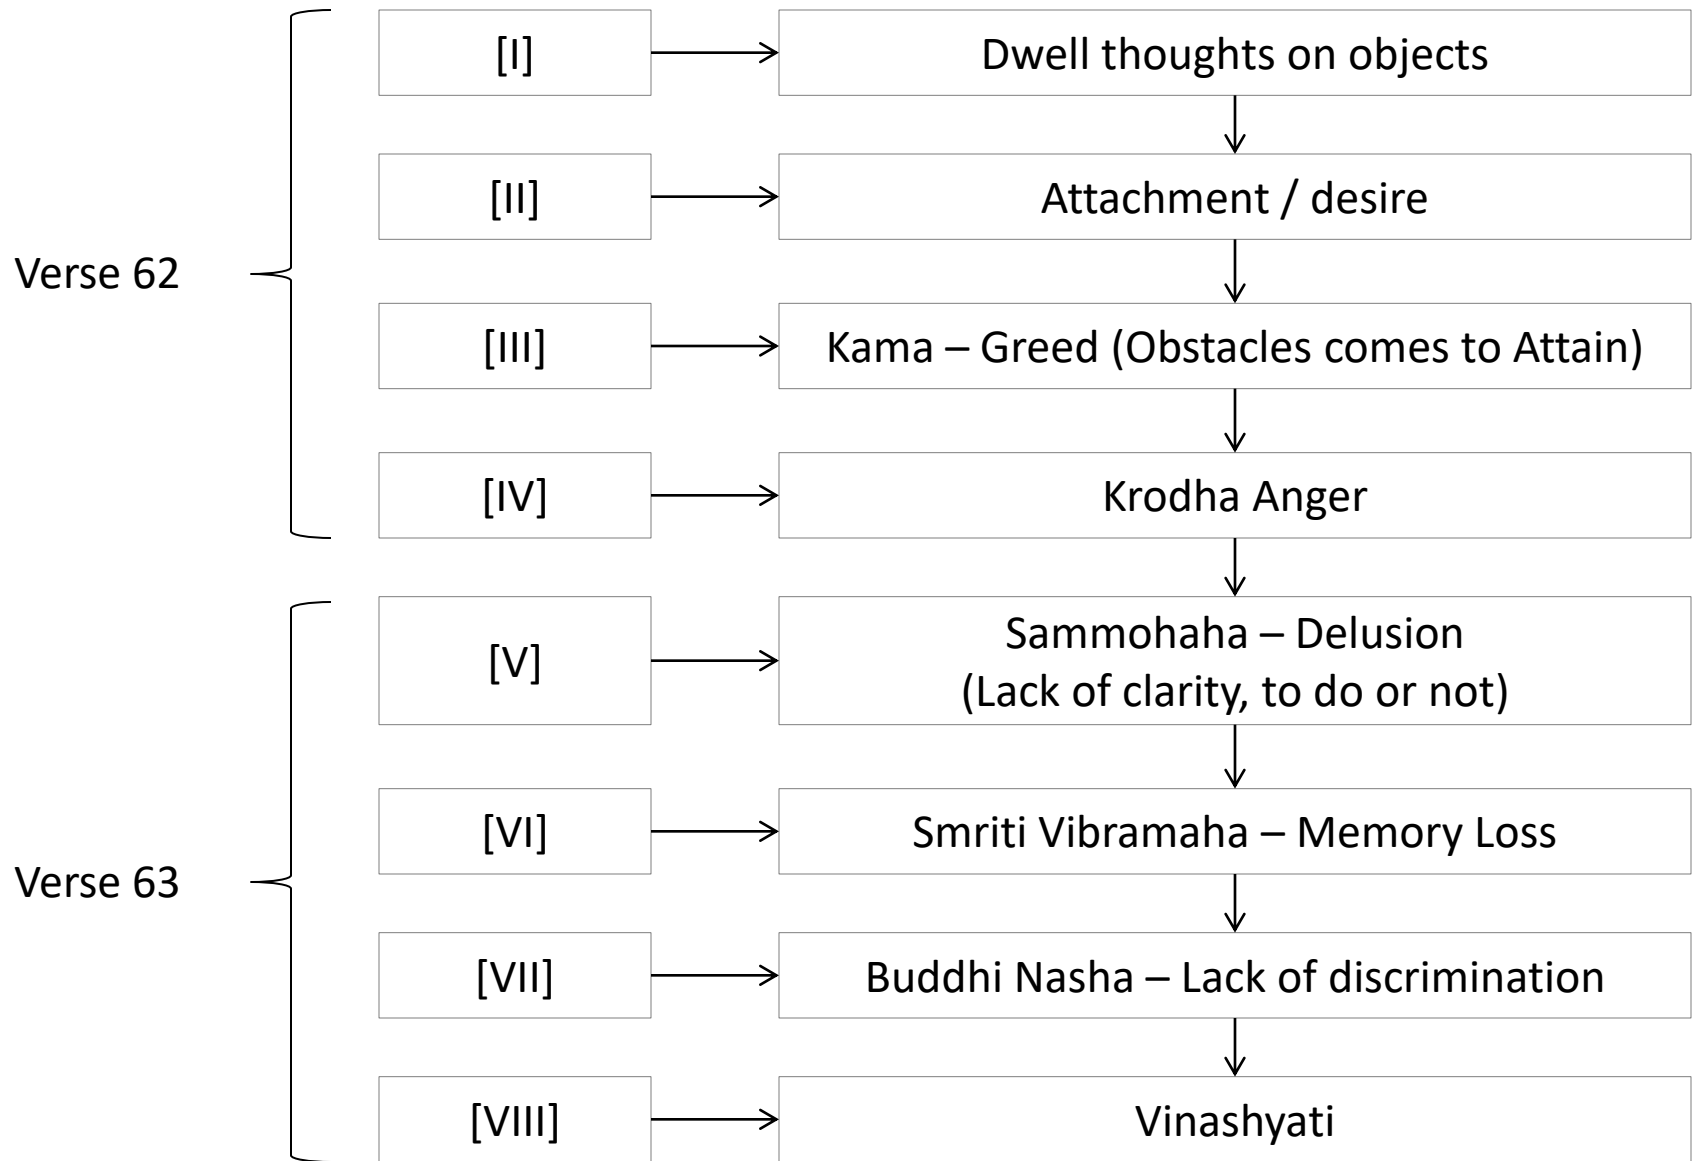 [I]
Dwell thoughts on objects
[II]
Attachment / desire
Verse 62
[III]
Kama – Greed (Obstacles comes to Attain)
[IV]
Krodha Anger
[V]
Sammohaha – Delusion
(Lack of clarity, to do or not)
[VI]
Smriti Vibramaha – Memory Loss
Verse 63
[VII]
Buddhi Nasha – Lack of discrimination
[VIII]
Vinashyati